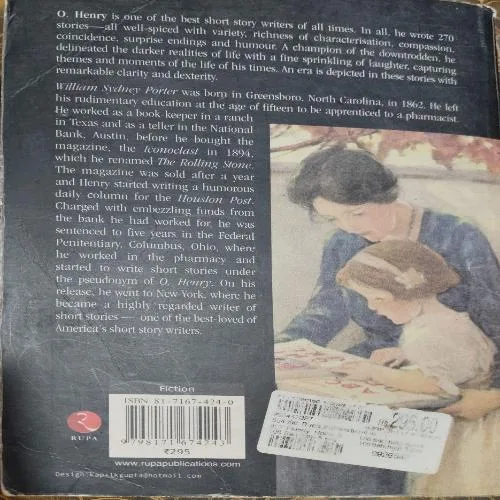 O. Henry is one of the best short story writers of all times. In all, he wrote 270
stories—all well-spiced with variety, richness of characterisation, compassion,
coincidence, surprise endings and humour. A champion of the downtrodden, he
delineated the darker realities of life with a fine sprinkling of laughter, capturing
themes and moments of the life of his times. An era is depicted in these stories with
remarkable clarity and dexterity.
William Sydney Porter was born in Greensboro, North Carolina, in 1862. He left
his rudimentary education at the age of fifteen to be apprenticed to a pharmacist.
He worked as a book-keeper in a ranch
in Texas and as a teller in the National
Bank, Austin, before he bought the
magazine, the Iconoclast in 1894,
which he renamed The Rolling Stone.
The magazine was sold after a year
and Henry started writing a humorous
daily column for the Houston Post.
Charged with embezzling funds from
the bank he had worked for, he was
sentenced to five years in the Federal
Penitentiary, Columbus, Ohio, where
he worked in the pharmacy and
started to write short stories under
the pseudonym of O. Henry. On his
release, he went to New York, where he
became a highly regarded writer of
short stories — one of the best-loved of
America's short story writers.
Fiction
ISBN 81-7167-424-0
9 788171 674243
₹295
RUPA
www.rupapublications.com
Design:kapilkgupta@hotmail.com
295.00